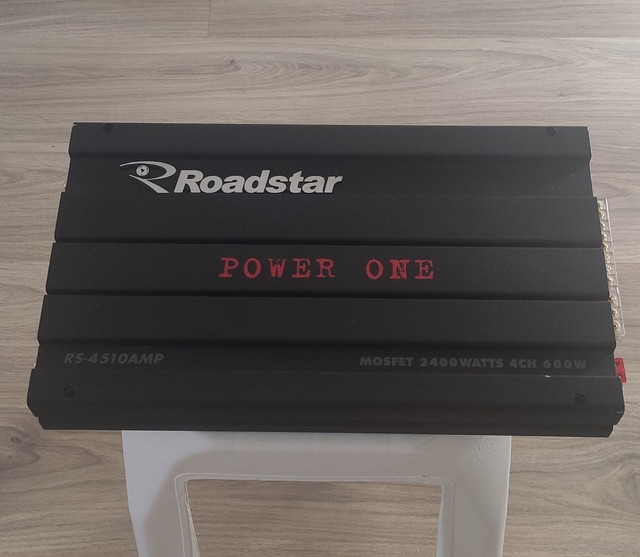 Roadstar
POWER ONE
RS-4510AMP
MOSFET 2400WATTS 4CH 600W